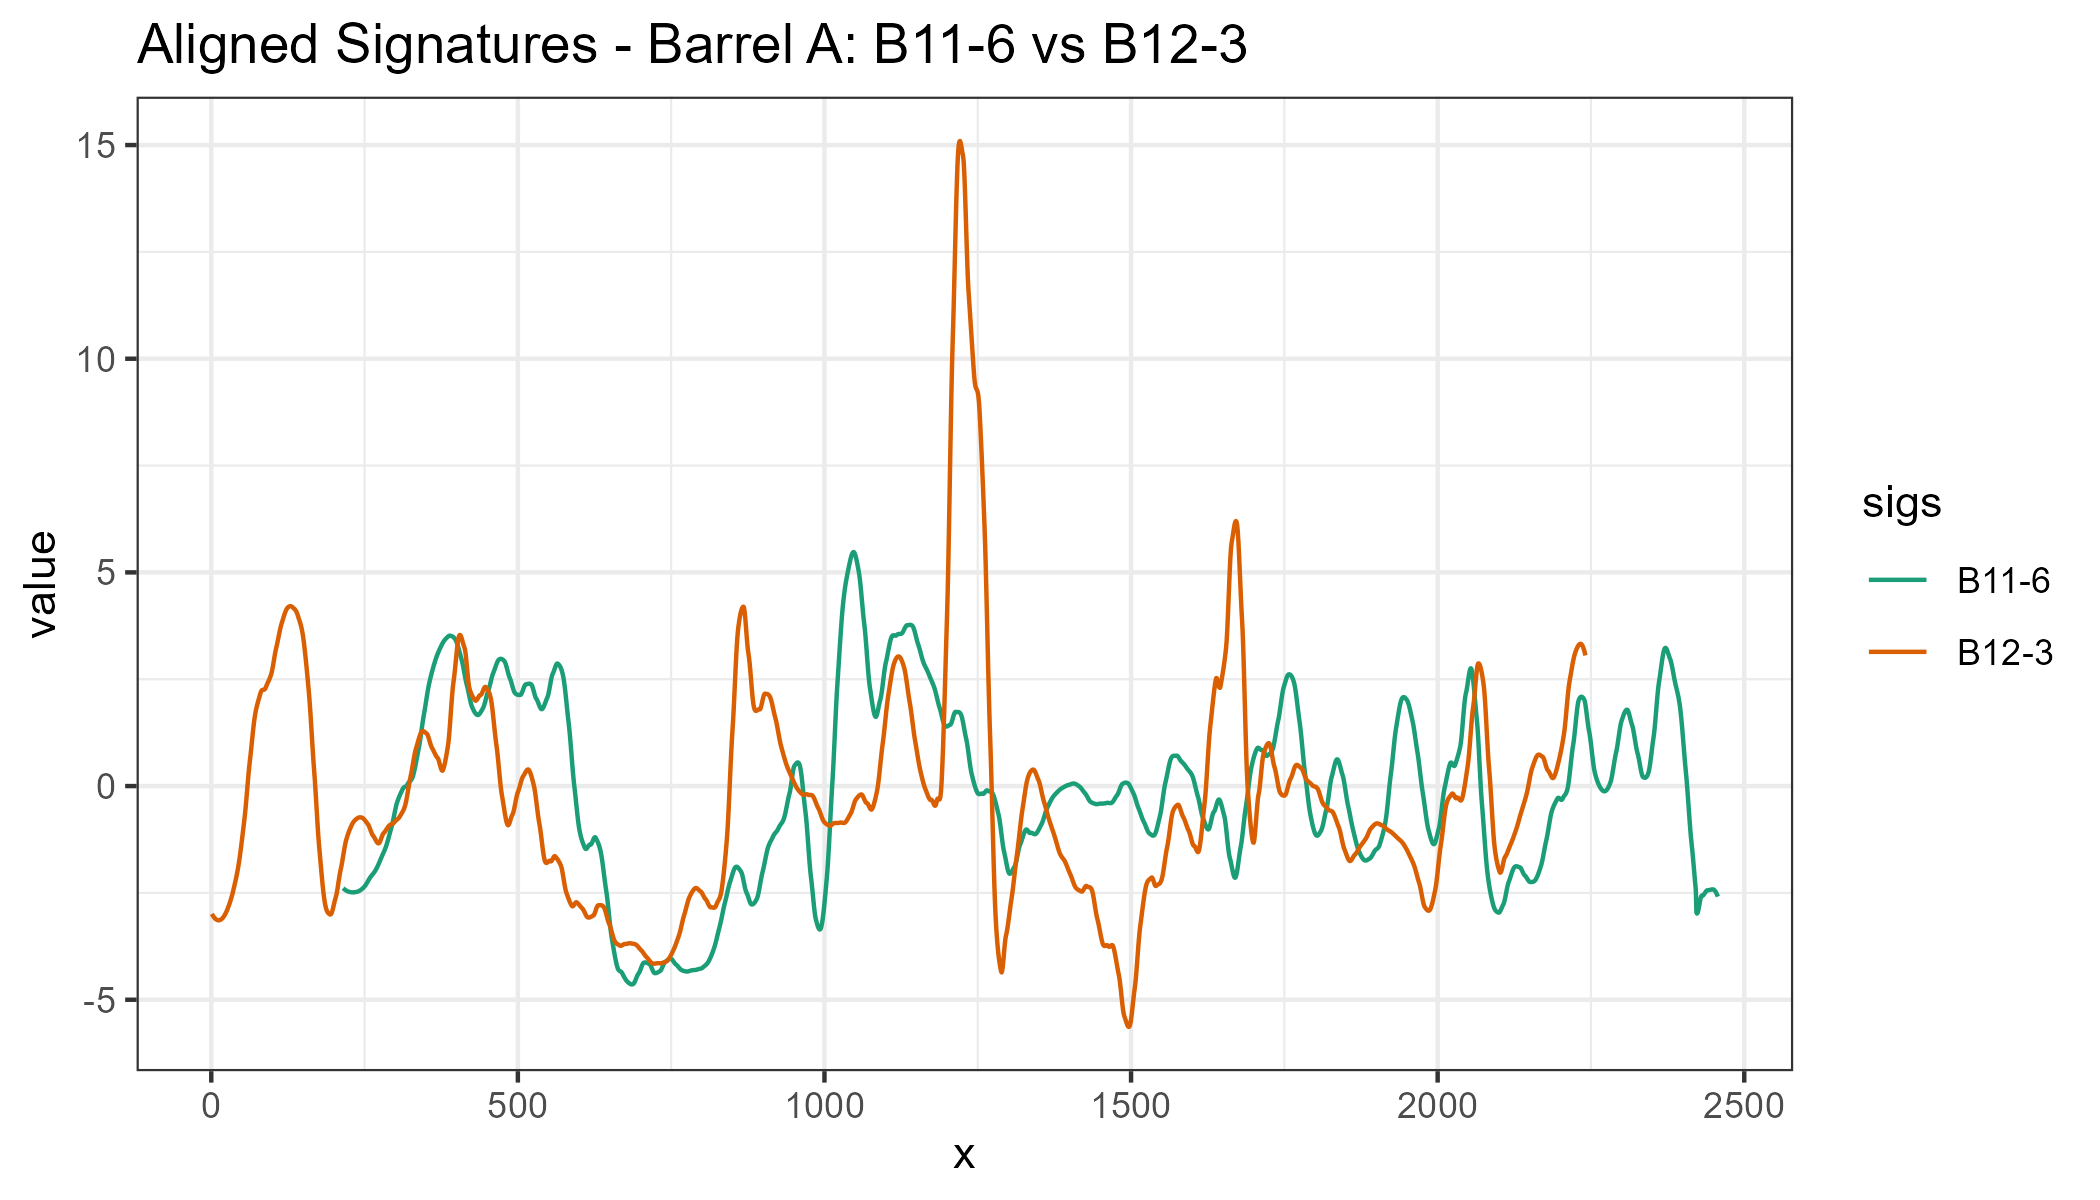 Aligned Signatures - Barrel A: B11-6 vs B12-3
15
10
5
0
-5
value
0 500 1000 1500 2000 2500
x
sigs
B11-6
B12-3